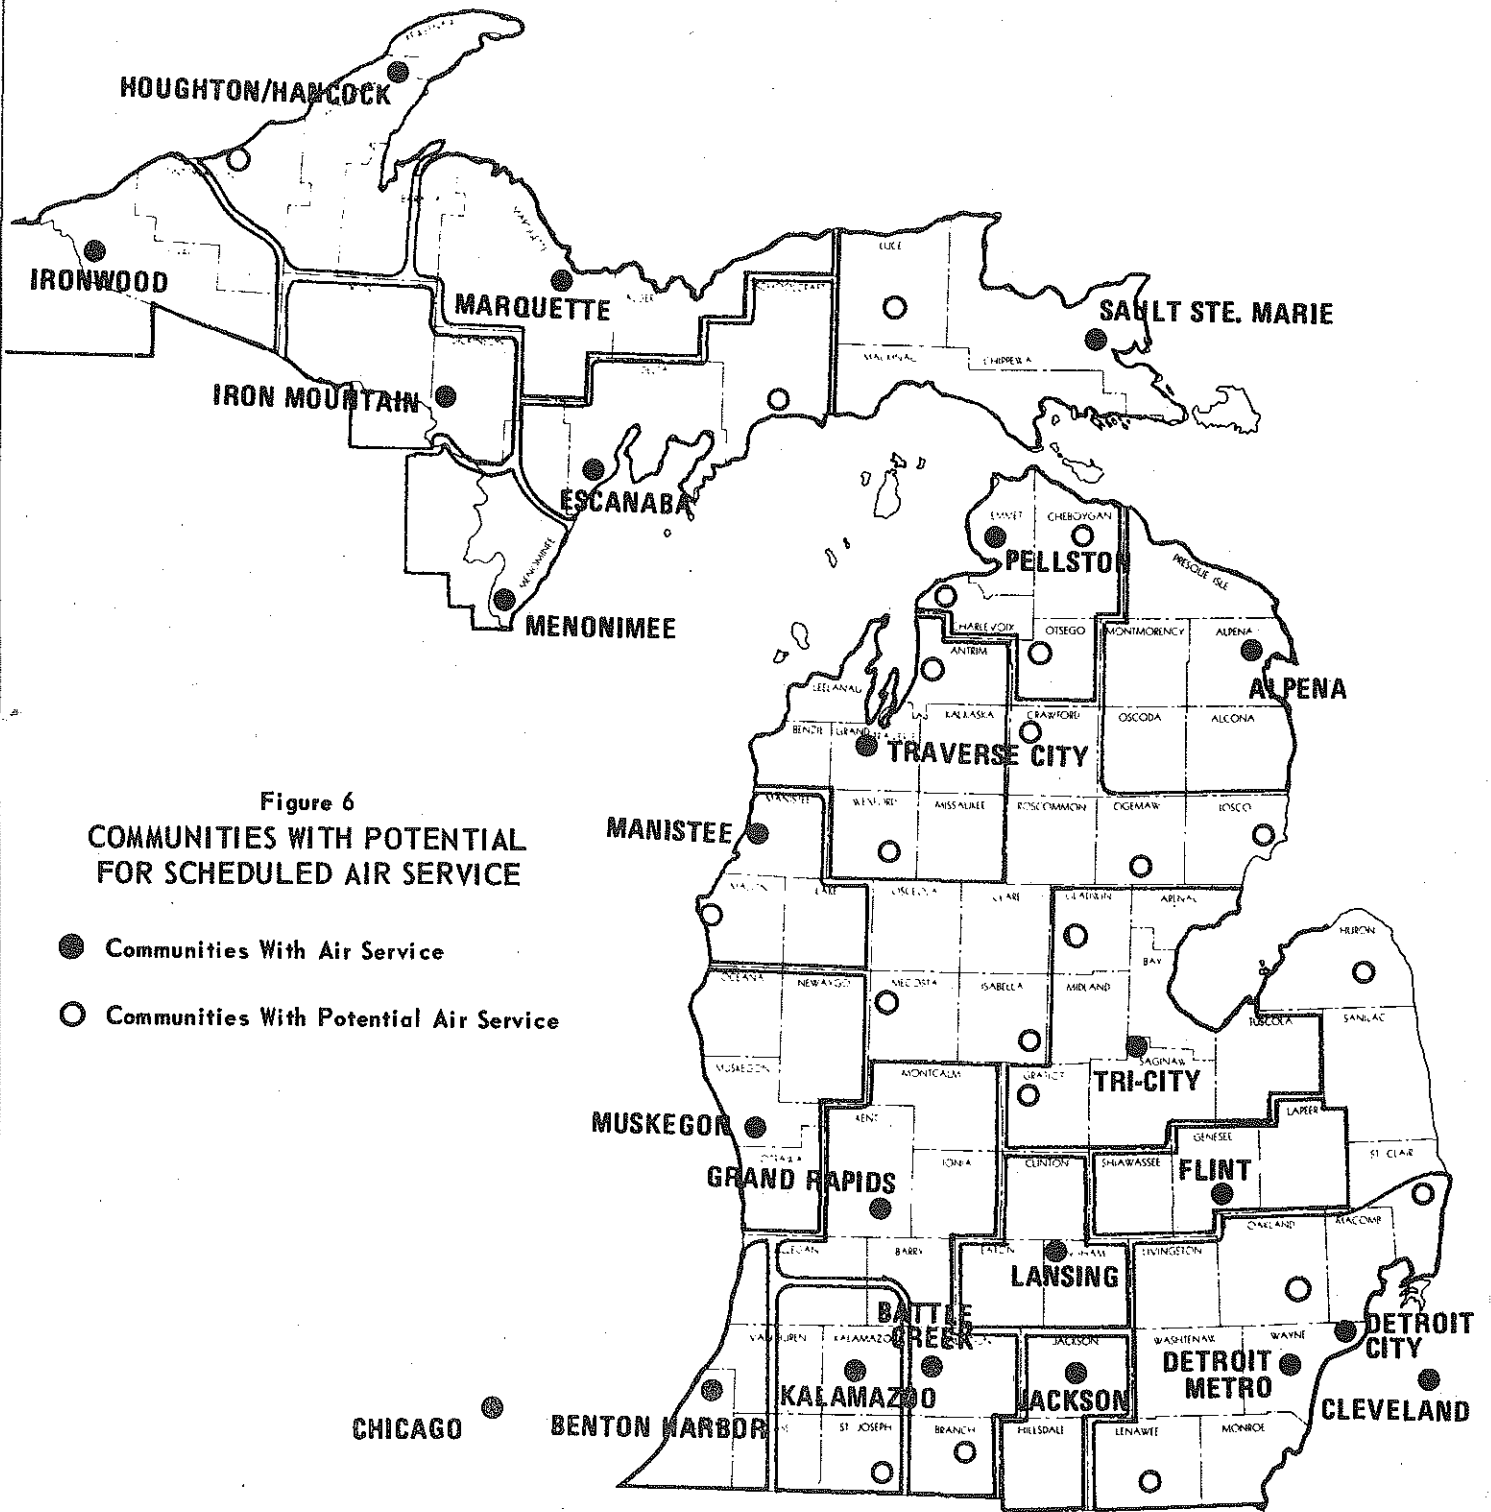 HOUGHTON/HANCOCK
IRONWOOD
MARQUETTE
LUCE
SAULT STE. MARIE
MACKINAC
CHIPPEWA
IRON MOUNTAIN
DELTA
ESCANABA
MENOMINEE
MENONIMEE
EMMET
CHEBOYGAN
PELLSTON
PRESQUE ISLE
CHARLEVOIX
OTSEGO
MONTMORENCY
ALPENA
ANTRIM
ALPENA
LEELANAU
KALKASKA
CRAWFORD
OSCODA
ALCONA
BENZIE
GRAND
TRAVERSE CITY
Figure 6
COMMUNITIES WITH POTENTIAL
FOR SCHEDULED AIR SERVICE
Communities With Air Service
Communities With Potential Air Service
MANISTEE
WEXFORD
MISSAUKEE
ROSCOMMON
OGEMAW
IOSCO
MANISTEE
MASON
LAKE
OSCEOLA
CLARE
GLADWIN
ARENAC
HURON
BAY
OCEANA
NEWAYGO
MECOSTA
ISABELLA
MIDLAND
TUSCOLA
SANILAC
MUSKEGON
MONTCALM
GRATIOT
SAGINAW
TRI-CITY
MUSKEGON
KENT
LAPEER
GENESEE
OTTAWA
IONIA
CLINTON
SHIAWASSEE
FLINT
ST. CLAIR
GRAND RAPIDS
OAKLAND
MACOMB
BARRY
EATON
LIVINGSTON
LANSING
BATTLE
CREEK
VAN BUREN
KALAMAZOO
JACKSON
WASHTENAW
WAYNE
DETROIT
CITY
DETROIT
METRO
KALAMAZOO
JACKSON
CLEVELAND
CHICAGO
BENTON HARBOR
ST. JOSEPH
BRANCH
HILLSDALE
LENAWEE
MONROE